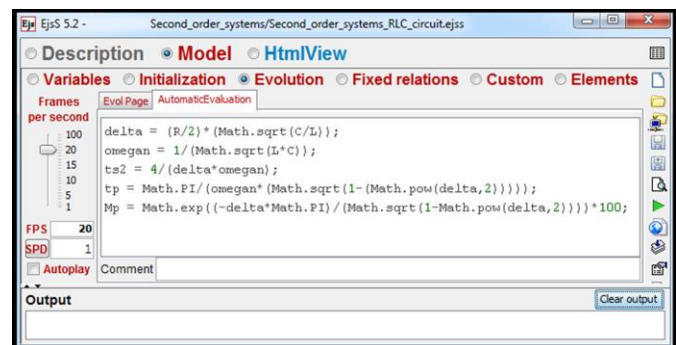 EjsS 5.2 - Second_order_systems/Second_order_systems_RLC_circuit.ejss
Description Model HtmlView
Variables Initialization Evolution Fixed relations Custom Elements
Frames
per second
Evol Page AutomaticEvaluation
100
20
15
10
5
1
delta = (R/2)*(Math.sqrt(C/L));
omegan = 1/(Math.sqrt(L*C));
ts2 = 4/(delta*omegan);
tp = Math.PI/(omegan*(Math.sqrt(1-(Math.pow(delta,2)))));
Mp = Math.exp((-delta*Math.PI)/(Math.sqrt(1-Math.pow(delta,2))))*100;
FPS 20
SPD 1
Autoplay Comment
Output Clear output